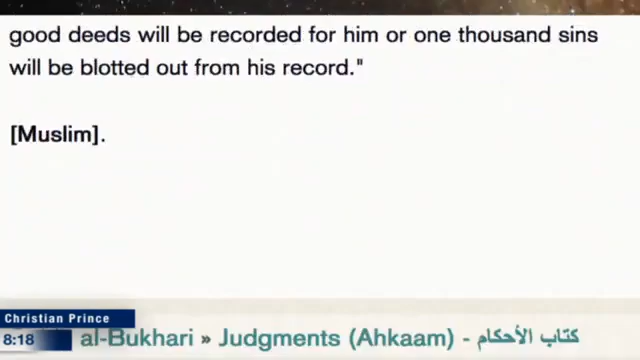 good deeds will be recorded for him or one thousand sins
will be blotted out from his record."
[Muslim].
Christian Prince
8:18
al-Bukhari » Judgments (Ahkaam) - كتاب الأحكام